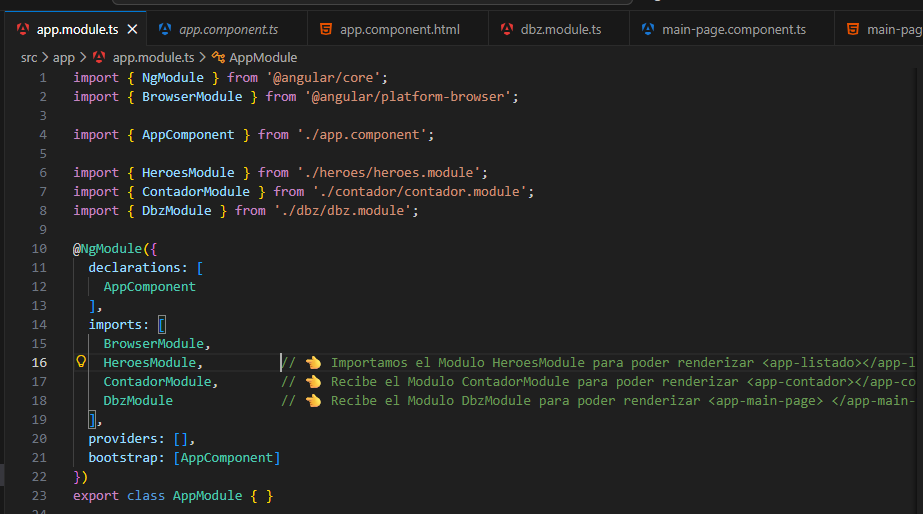 app.module.ts app.component.ts app.component.html dbz.module.ts main-page.component.ts main-pag
src > app > app.module.ts > AppModule
1 import { NgModule } from '@angular/core';
2 import { BrowserModule } from '@angular/platform-browser';
3
4 import { AppComponent } from './app.component';
5
6 import { HeroesModule } from './heroes/heroes.module';
7 import { ContadorModule } from './contador/contador.module';
8 import { DbzModule } from './dbz/dbz.module';
9
10 @NgModule({
11 declarations: [
12 AppComponent
13 ],
14 imports: [
15 BrowserModule,
16 HeroesModule, // 👈 Importamos el Modulo HeroesModule para poder renderizar <app-listado></app-l
17 ContadorModule, // 👈 Recibe el Modulo ContadorModule para poder renderizar <app-contador></app-co
18 DbzModule // 👈 Recibe el Modulo DbzModule para poder renderizar <app-main-page> </app-main-
19 ],
20 providers: [],
21 bootstrap: [AppComponent]
22 })
23 export class AppModule { }